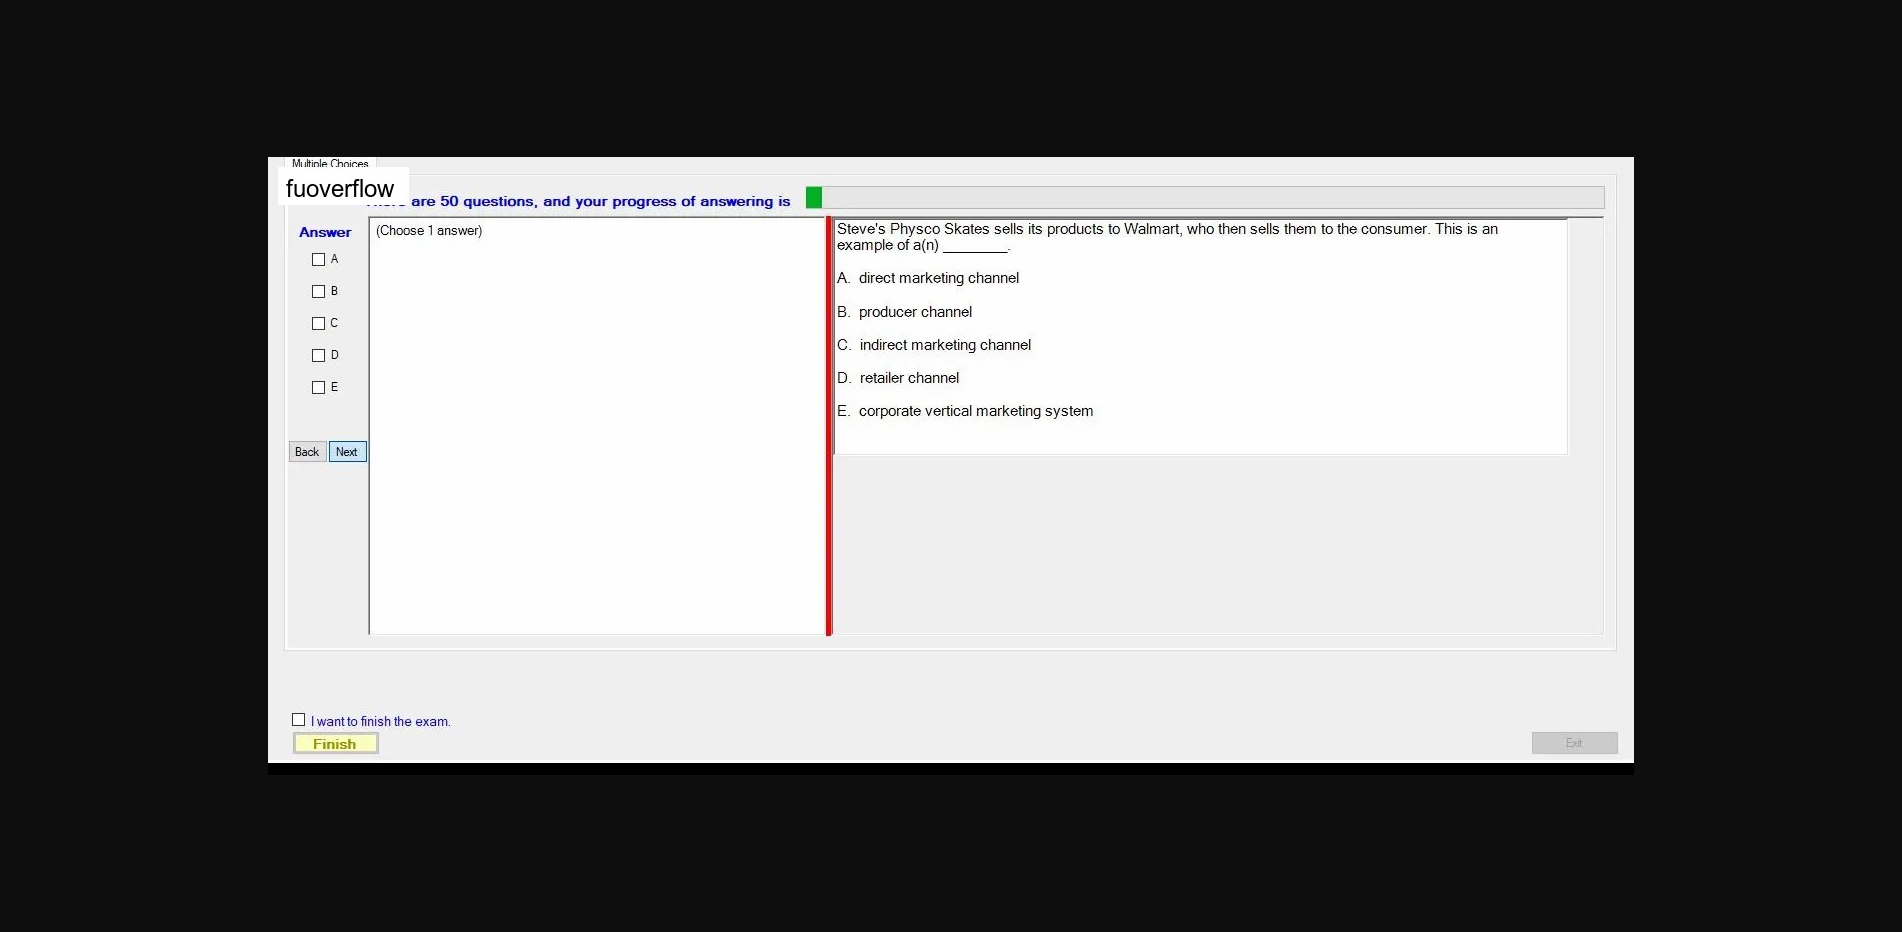 Multiple Choices
fuoverflow
are 50 questions, and your progress of answering is
Answer
(Choose 1 answer)
A
B
C
D
E
Back Next
Steve's Physco Skates sells its products to Walmart, who then sells them to the consumer. This is an
example of a(n) ________.
A. direct marketing channel
B. producer channel
C. indirect marketing channel
D. retailer channel
E. corporate vertical marketing system
I want to finish the exam.
Finish
Exit